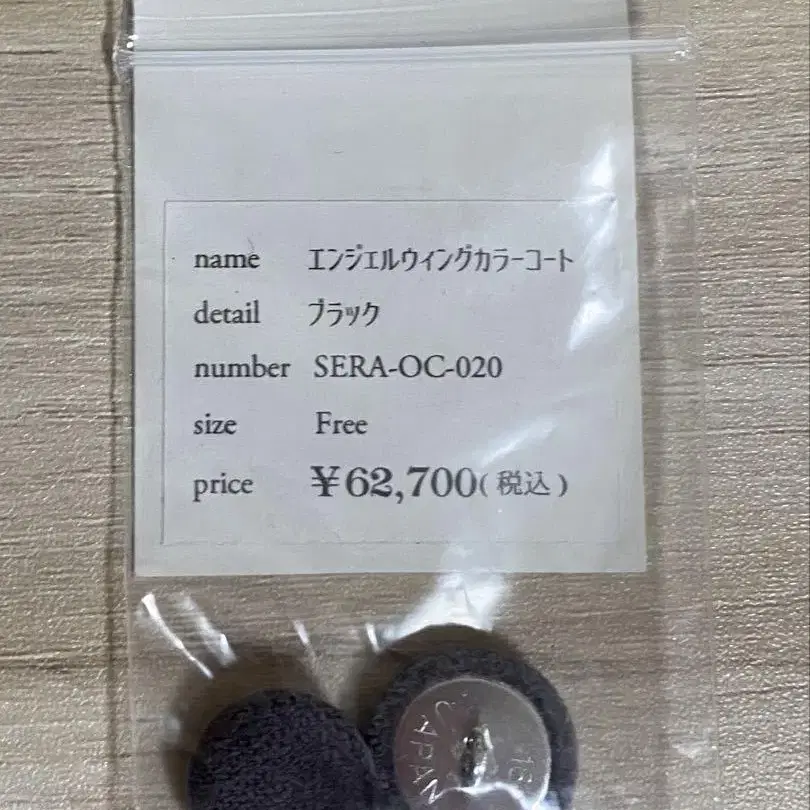 name エンジェルウィングカラーコート
detail ブラック
number SERA-OC-020
size Free
price ¥62,700(税込)
JAPAN 18